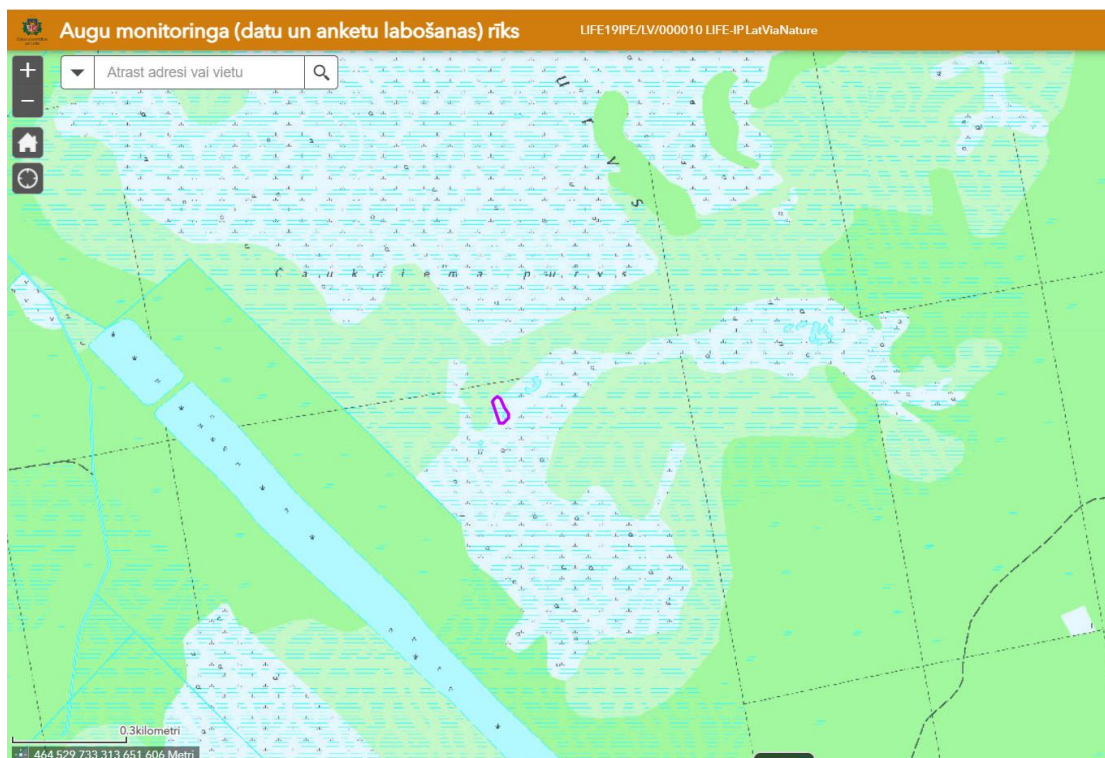 Augu monitoringa (datu un anketu labošanas) rīks
LIFE19IPE/LV/000010 LIFE-IP LatViaNature
+
Atrast adresi vai vietu
−
u r v s
Čaukciema purvs
0.3kilometri
464 529,733 313 651,606 Metri